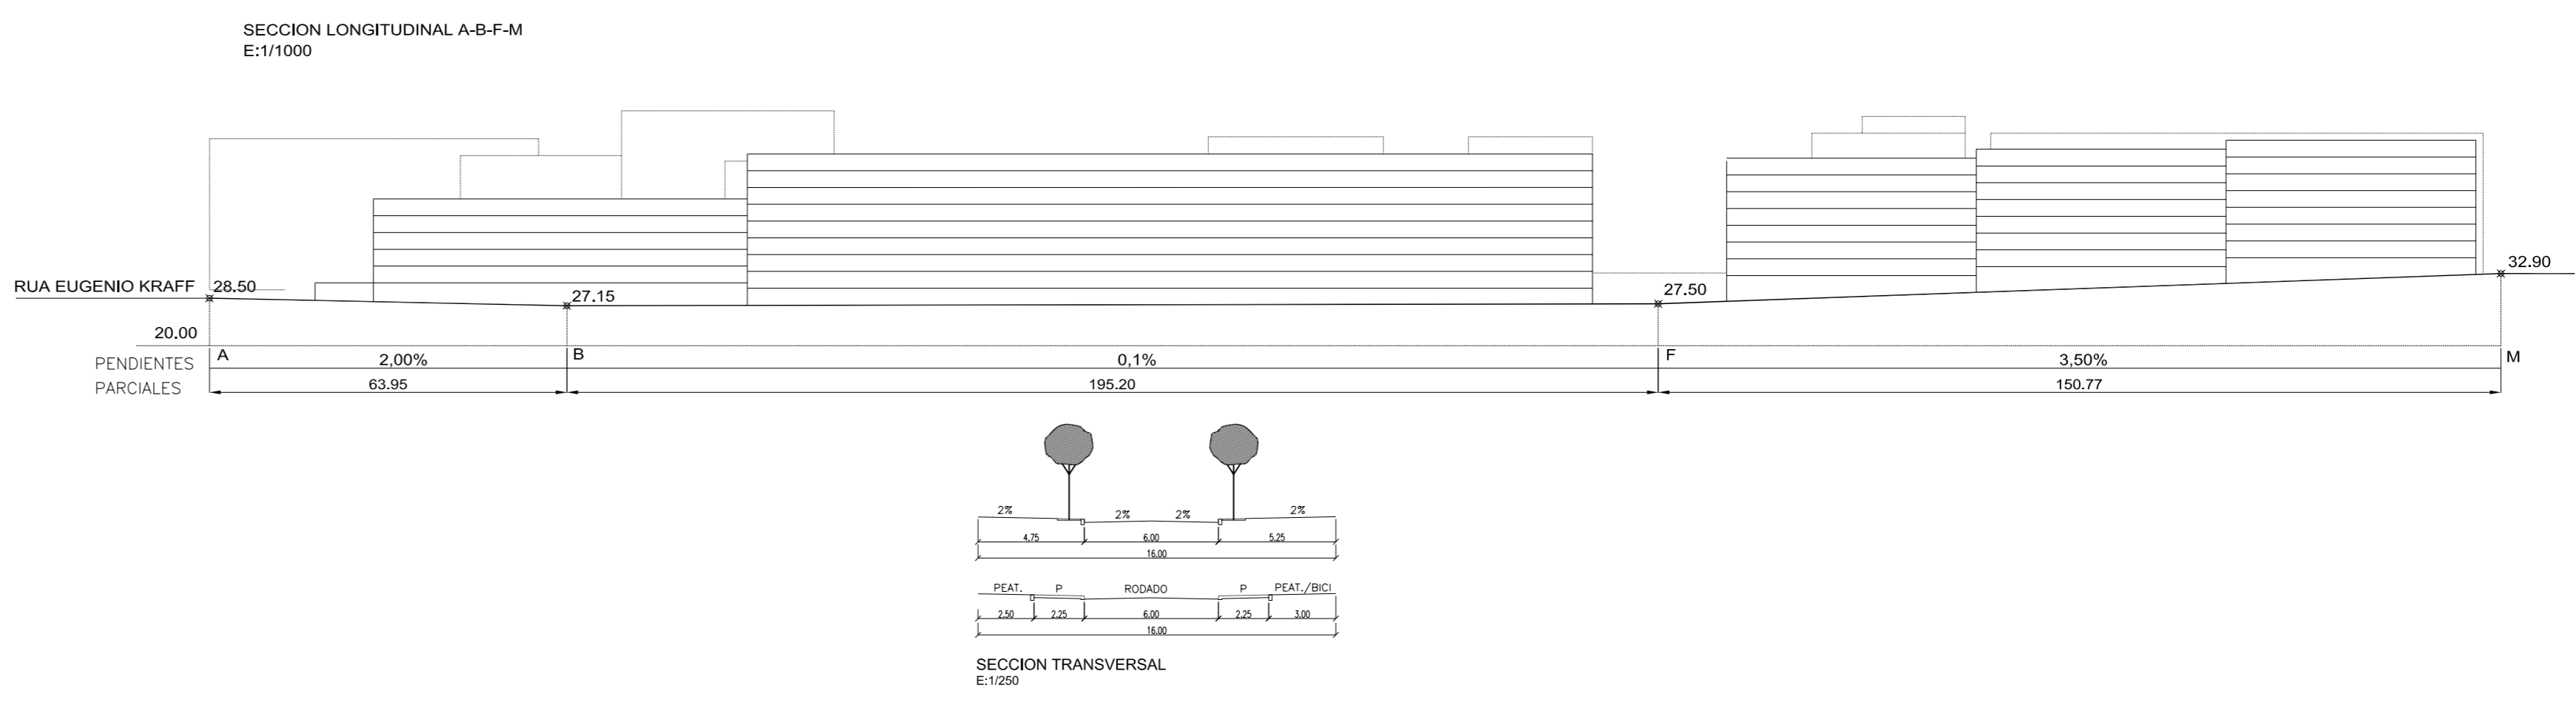 SECCION LONGITUDINAL A-B-F-M
E:1/1000
RUA EUGENIO KRAFF 28.50
27.15
27.50
32.90
20.00
A B F M
PENDIENTES 2,00% 0,1% 3,50%
PARCIALES 63.95 195.20 150.77
2% 2% 2% 2%
4.75 6.00 5.25
16.00
PEAT. P RODADO P PEAT./BICI
2.50 2.25 6.00 2.25 3.00
16.00
SECCION TRANSVERSAL
E:1/250